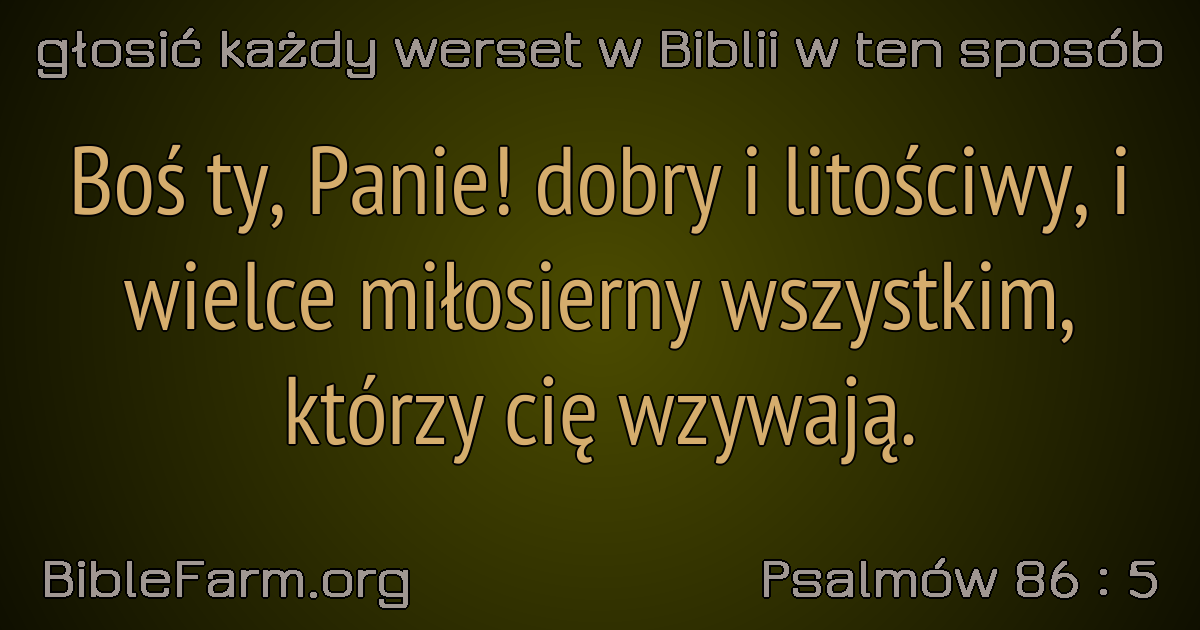 głosić każdy werset w Biblii w ten sposób
Boś ty, Panie! dobry i litościwy, i
wielce miłosierny wszystkim,
którzy cię wzywają.
BibleFarm.org
Psalmów 86 : 5